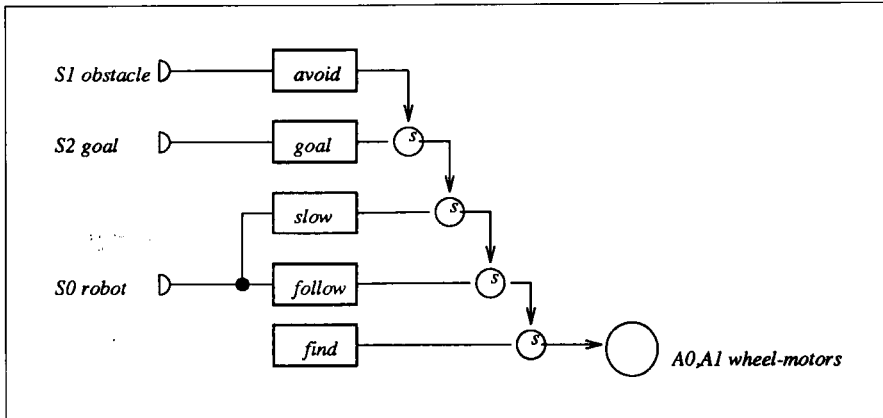 S1 obstacle avoid
s
S2 goal goal
s
slow
s
S0 robot follow
s
find
A0,A1 wheel-motors